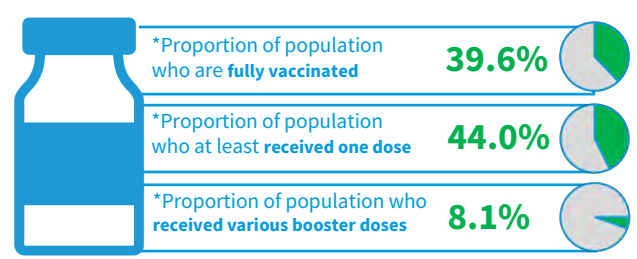 *Proportion of population
who are fully vaccinated
39.6%
*Proportion of population
who at least received one dose
44.0%
*Proportion of population who
received various booster doses
8.1%